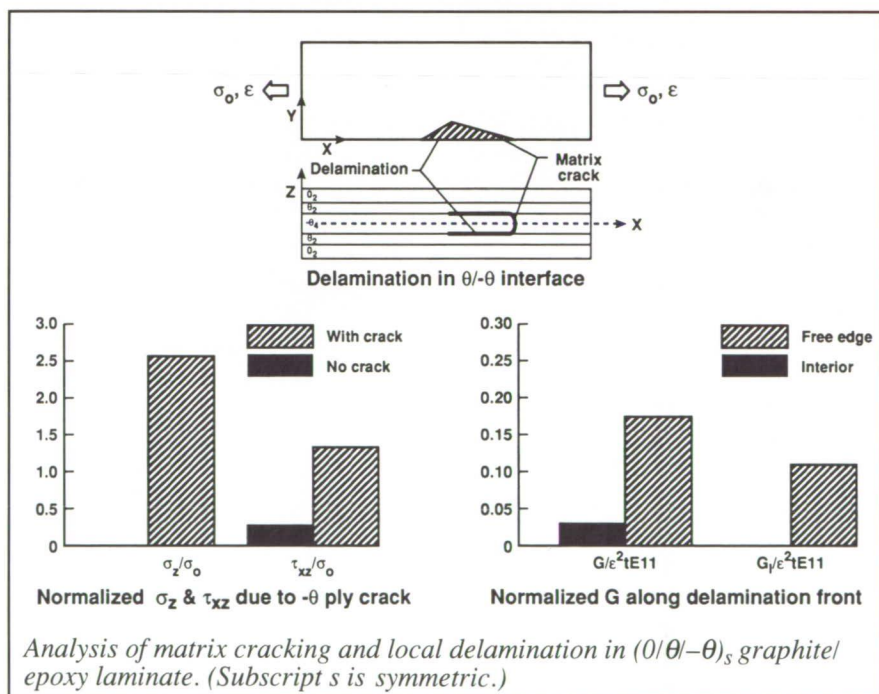 σo, ε
σo, ε
Y
X
Delamination
Matrix
crack
Z
0₂
θ₂
-θ₄
θ₂
0₂
X
Delamination in θ/-θ interface
3.0
2.5
2.0
1.5
1.0
0.5
0
With crack
No crack
σz/σo
τxz/σo
Normalized σz & τxz due to -θ ply crack
0.30
0.25
0.20
0.15
0.10
0.05
0
Free edge
Interior
G/ε²tE11
GI/ε²tE11
Normalized G along delamination front
Analysis of matrix cracking and local delamination in (0/θ/–θ)s graphite/
epoxy laminate. (Subscript s is symmetric.)